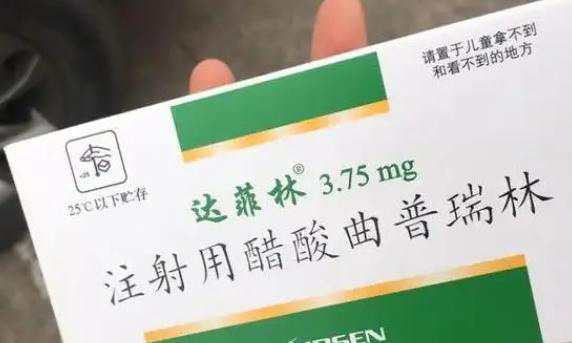 请置于儿童拿不到
和看不到的地方
25℃以下贮存
达菲林® 3.75 mg
注射用醋酸曲普瑞林